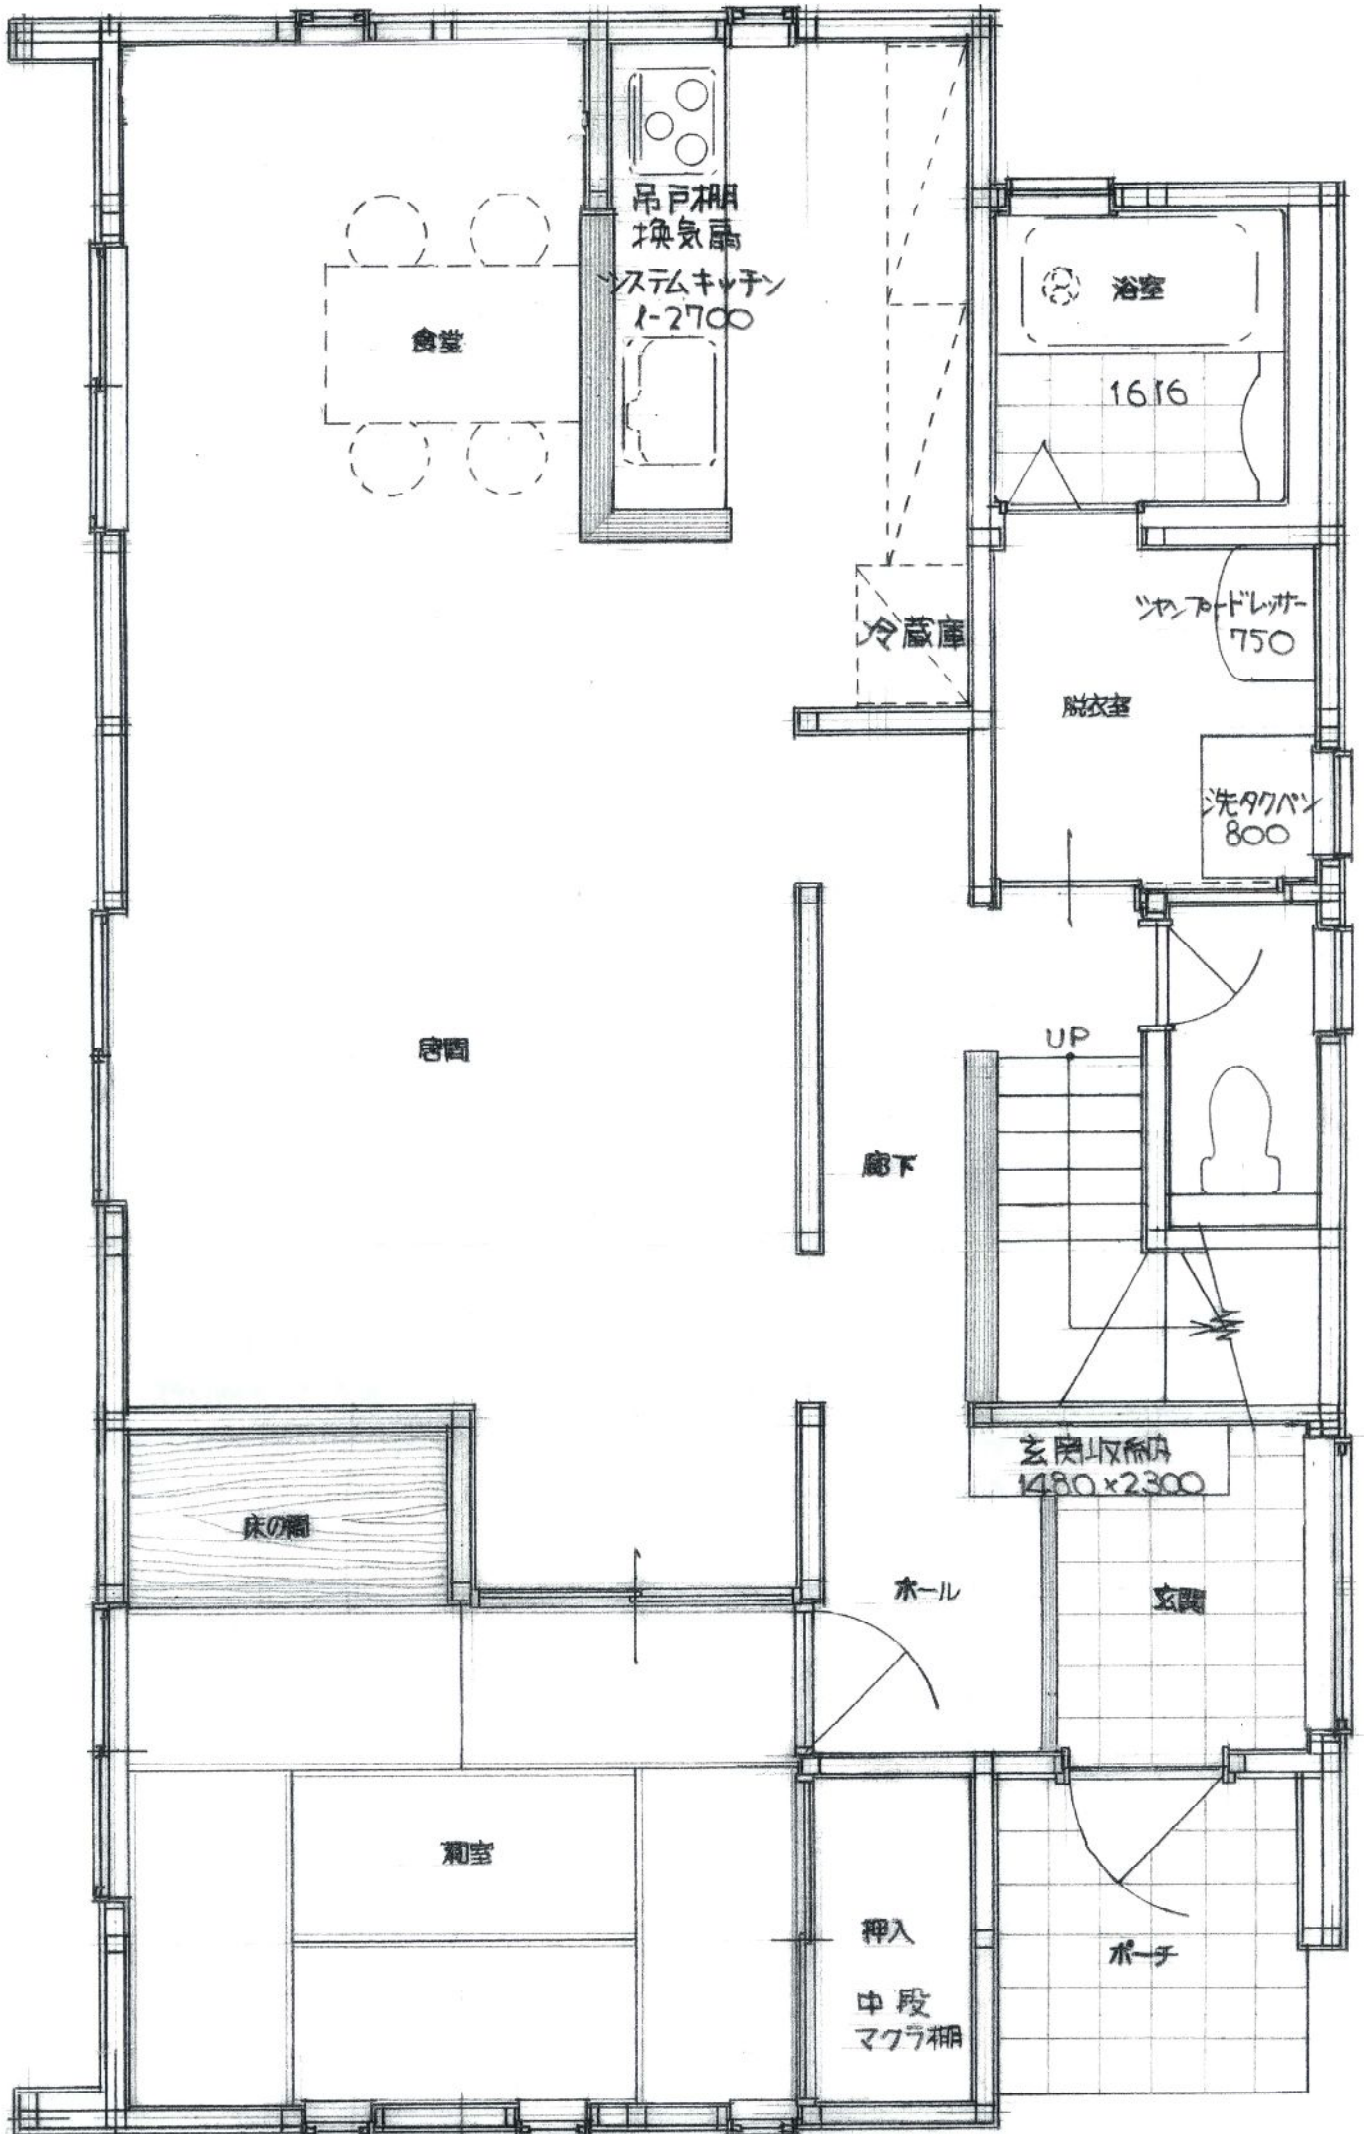 吊戸棚
換気扇
システムキッチン
ℓ-2700
食堂
浴室
1616
冷蔵庫
シャンプードレッサー
750
脱衣室
洗タクパン
800
居間
UP
廊下
玄関収納
1480×2300
床の間
ホール
玄関
和室
押入
中段
マクラ棚
ポーチ